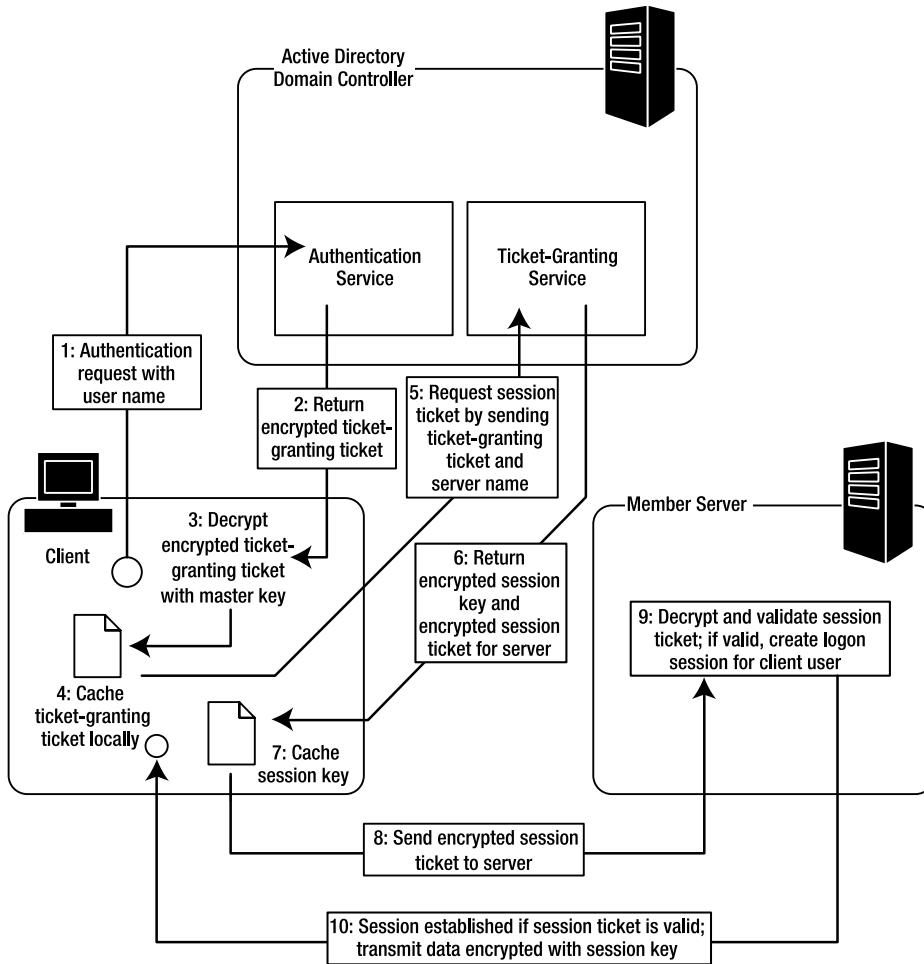 Active Directory
Domain Controller
Authentication
Service
Ticket-Granting
Service
1: Authentication
request with
user name
2: Return
encrypted ticket-
granting ticket
5: Request session
ticket by sending
ticket-granting
ticket and
server name
Client
3: Decrypt
encrypted ticket-
granting ticket
with master key
Member Server
6: Return
encrypted session
key and
encrypted session
ticket for server
9: Decrypt and validate session
ticket; if valid, create logon
session for client user
4: Cache
ticket-granting
ticket locally
7: Cache
session key
8: Send encrypted session
ticket to server
10: Session established if session ticket is valid;
transmit data encrypted with session key